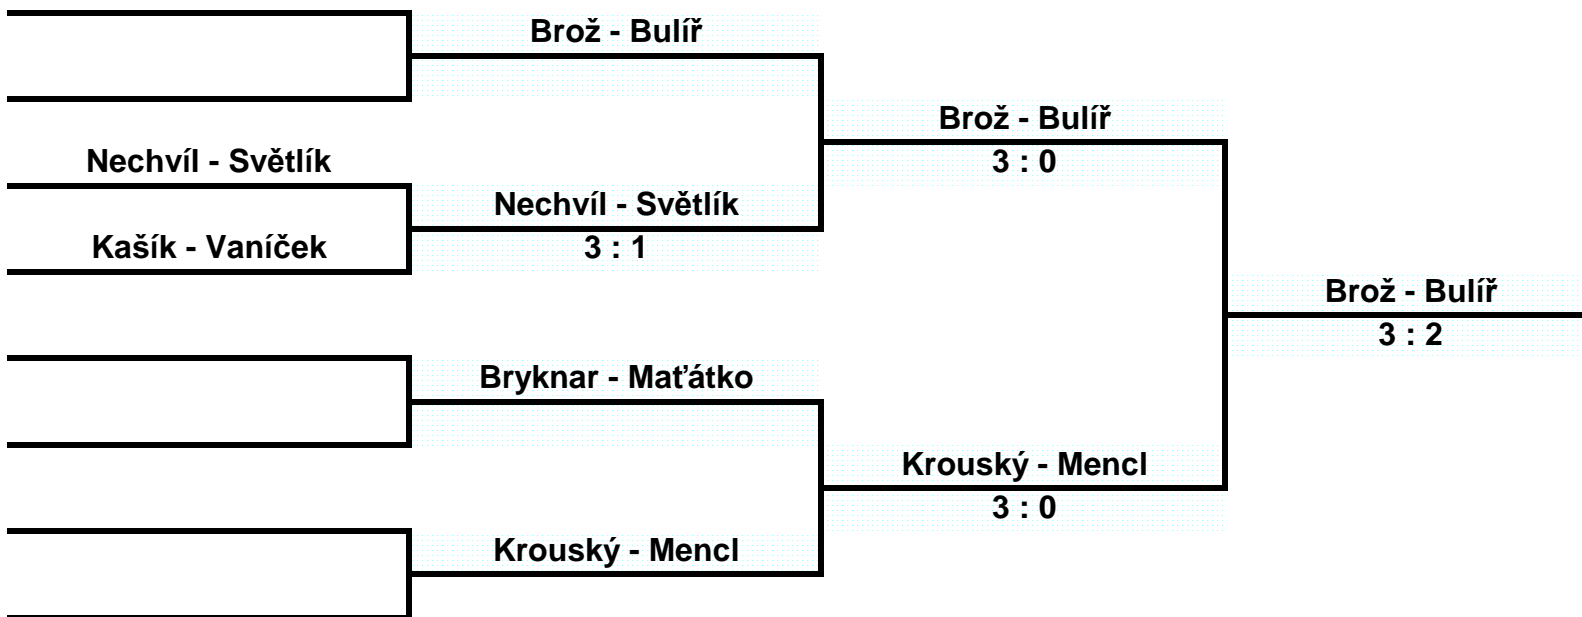 Brož - Bulíř
Brož - Bulíř
3 : 0
Nechvíl - Světlík
Nechvíl - Světlík
3 : 1
Kašík - Vaníček
Brož - Bulíř
3 : 2
Bryknar - Maťátko
Krouský - Mencl
3 : 0
Krouský - Mencl